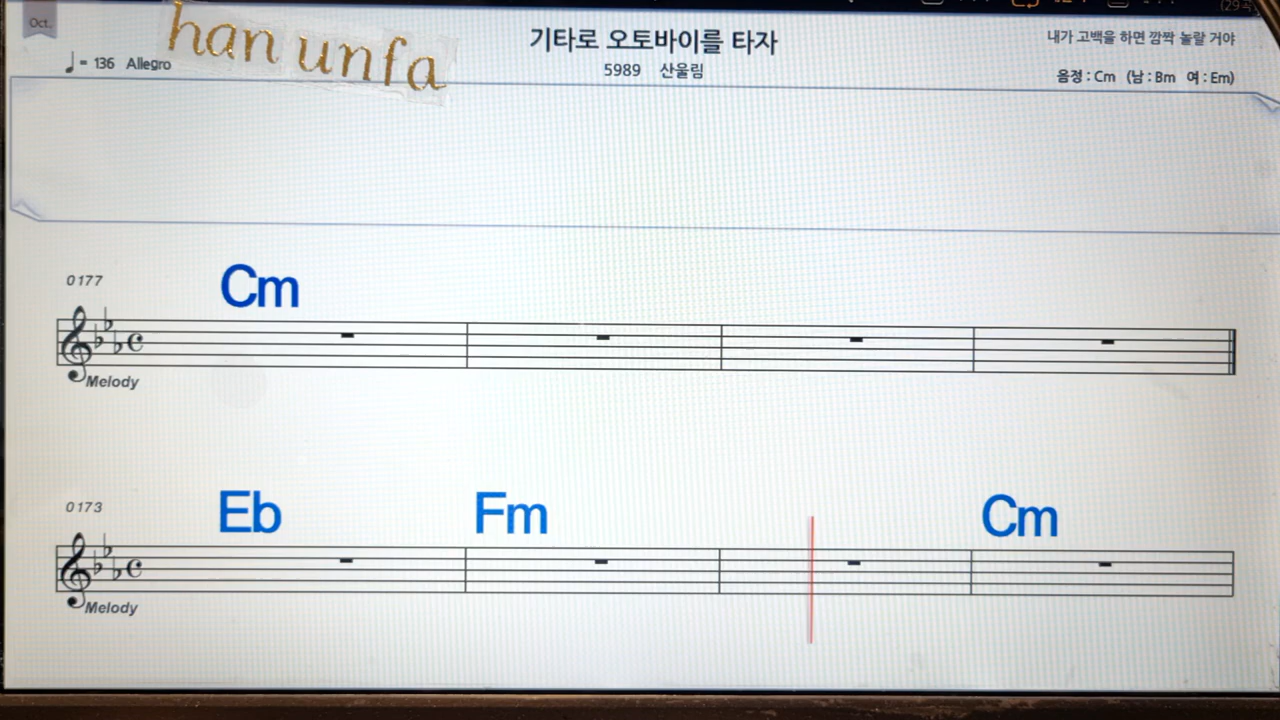 Oct.
han unfa
기타로 오토바이를 타자
내가 고백을 하면 깜짝 놀랄 거야
♩= 136 Allegro
5989 산울림
음정 : Cm (남 : Bm 여 : Em)
0177
Cm
Melody
0173
Eb Fm Cm
Melody